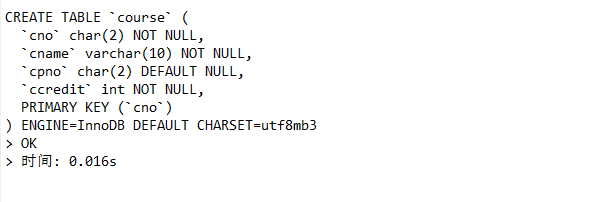 CREATE TABLE `course` (
  `cno` char(2) NOT NULL,
  `cname` varchar(10) NOT NULL,
  `cpno` char(2) DEFAULT NULL,
  `ccredit` int NOT NULL,
  PRIMARY KEY (`cno`)
) ENGINE=InnoDB DEFAULT CHARSET=utf8mb3
> OK
> 时间: 0.016s